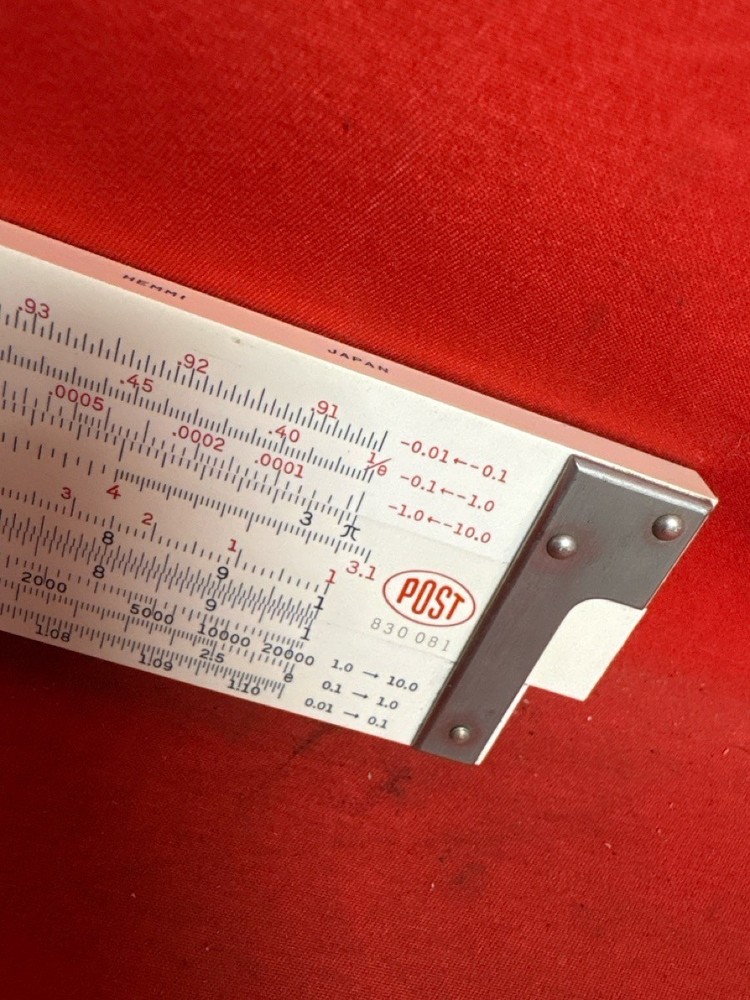 HEMMI JAPAN
.93 .92 .91 -0.01←-0.1
.45 .40 1/e -0.1←-1.0
.0005 .0002 .0001 -1.0←-10.0
3 π
3 4 2 1 1 3.1
8 9 1
POST
8 9 1
830081
2000 5000 10000 20000 1.0 → 10.0
2.5 e 0.1 → 1.0
1.08 1.09 1.10 0.01 → 0.1